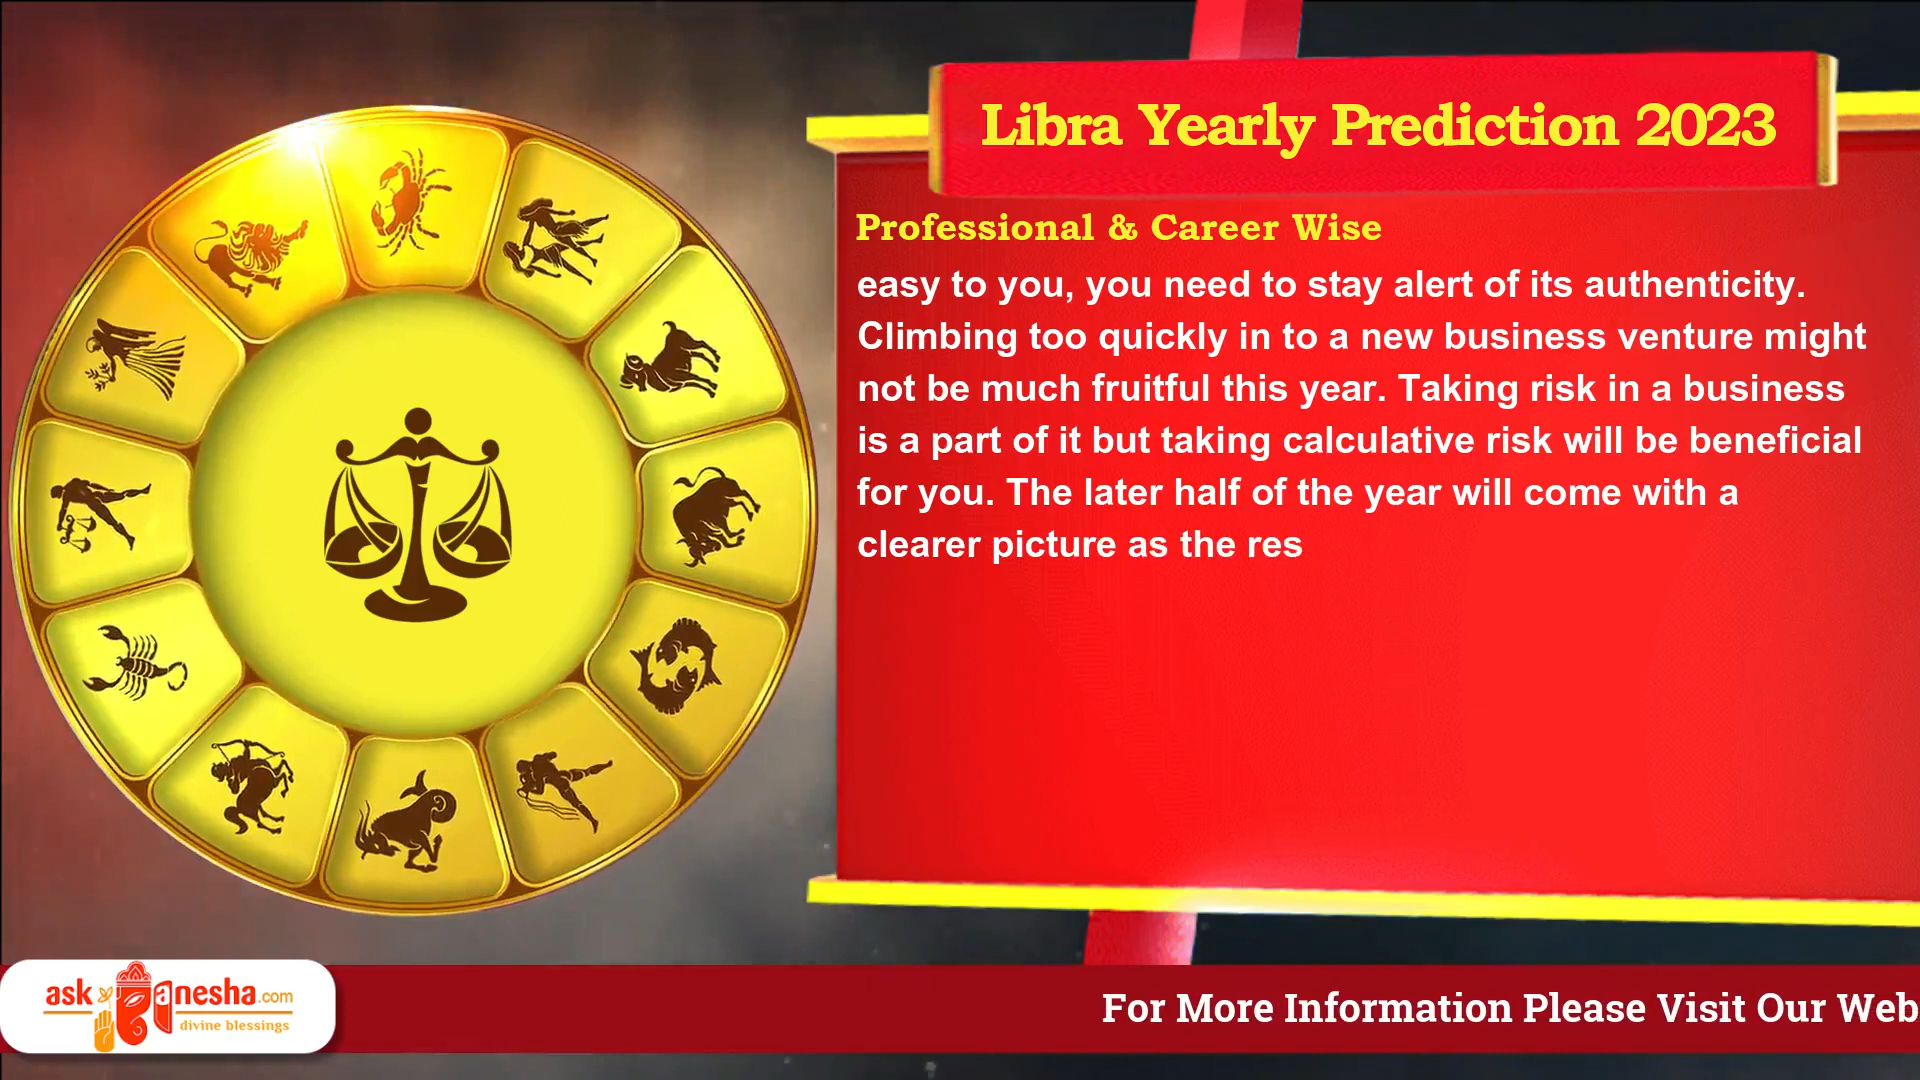 Libra Yearly Prediction 2023
Professional & Career Wise
easy to you, you need to stay alert of its authenticity.
Climbing too quickly in to a new business venture might
not be much fruitful this year. Taking risk in a business
is a part of it but taking calculative risk will be beneficial
for you. The later half of the year will come with a
clearer picture as the res
ask Ganesha.com
divine blessings
For More Information Please Visit Our Web